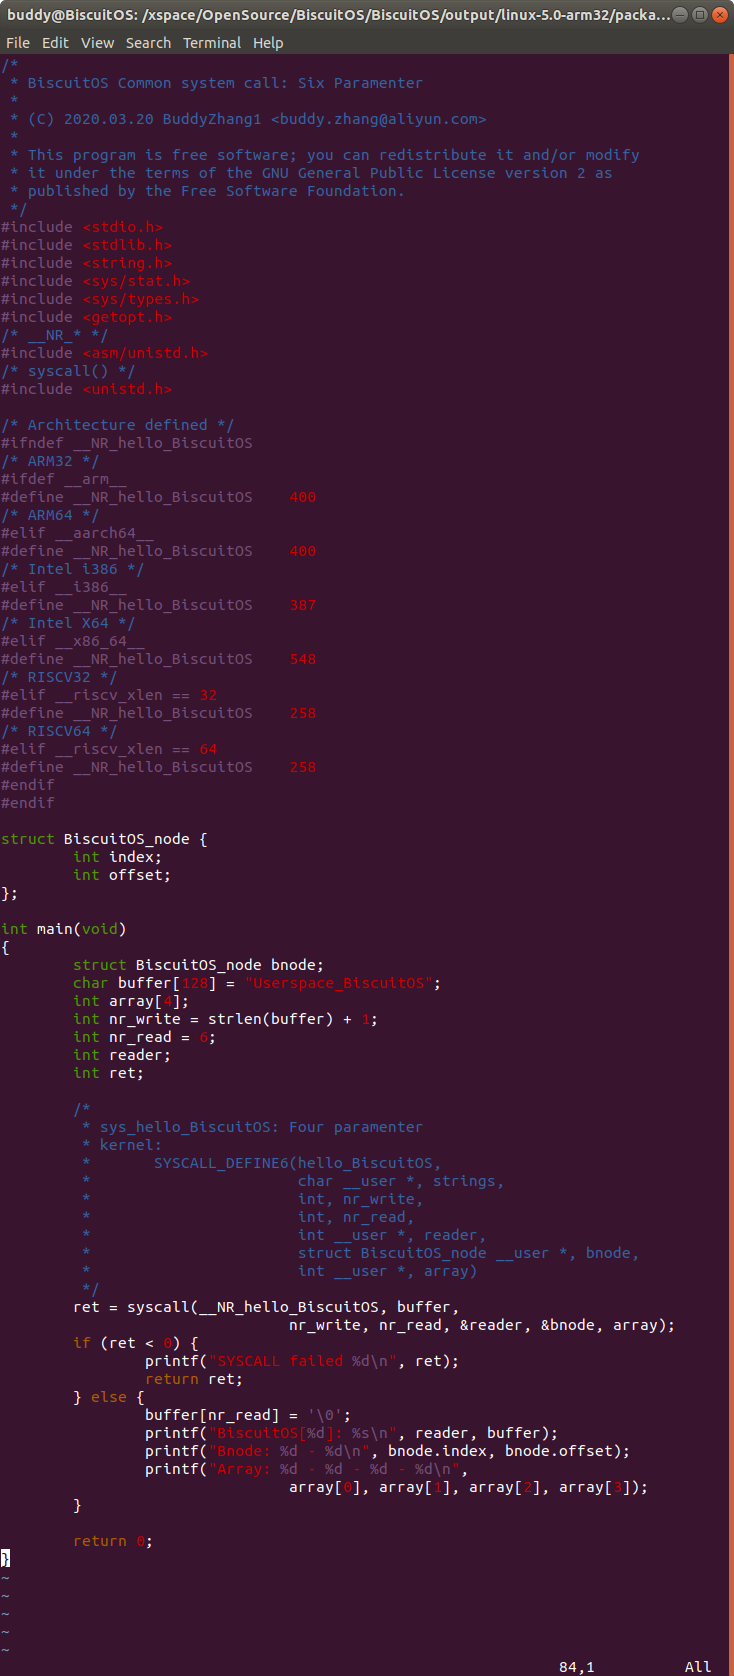 buddy@BiscuitOS: /xspace/OpenSource/BiscuitOS/BiscuitOS/output/linux-5.0-arm32/packa...
File Edit View Search Terminal Help
/*
 * BiscuitOS Common system call: Six Paramenter
 *
 * (C) 2020.03.20 BuddyZhang1 <buddy.zhang@aliyun.com>
 *
 * This program is free software; you can redistribute it and/or modify
 * it under the terms of the GNU General Public License version 2 as
 * published by the Free Software Foundation.
 */
#include <stdio.h>
#include <stdlib.h>
#include <string.h>
#include <sys/stat.h>
#include <sys/types.h>
#include <getopt.h>
/* __NR_* */
#include <asm/unistd.h>
/* syscall() */
#include <unistd.h>

/* Architecture defined */
#ifndef __NR_hello_BiscuitOS
/* ARM32 */
#ifdef __arm__
#define __NR_hello_BiscuitOS    400
/* ARM64 */
#elif __aarch64__
#define __NR_hello_BiscuitOS    400
/* Intel i386 */
#elif __i386__
#define __NR_hello_BiscuitOS    387
/* Intel X64 */
#elif __x86_64__
#define __NR_hello_BiscuitOS    548
/* RISCV32 */
#elif __riscv_xlen == 32
#define __NR_hello_BiscuitOS    258
/* RISCV64 */
#elif __riscv_xlen == 64
#define __NR_hello_BiscuitOS    258
#endif
#endif

struct BiscuitOS_node {
        int index;
        int offset;
};

int main(void)
{
        struct BiscuitOS_node bnode;
        char buffer[128] = "Userspace_BiscuitOS";
        int array[4];
        int nr_write = strlen(buffer) + 1;
        int nr_read = 6;
        int reader;
        int ret;

        /*
         * sys_hello_BiscuitOS: Four paramenter
         * kernel:
         *       SYSCALL_DEFINE6(hello_BiscuitOS,
         *                       char __user *, strings,
         *                       int, nr_write,
         *                       int, nr_read,
         *                       int __user *, reader,
         *                       struct BiscuitOS_node __user *, bnode,
         *                       int __user *, array)
         */
        ret = syscall(__NR_hello_BiscuitOS, buffer,
                                nr_write, nr_read, &reader, &bnode, array);
        if (ret < 0) {
                printf("SYSCALL failed %d\n", ret);
                return ret;
        } else {
                buffer[nr_read] = '\0';
                printf("BiscuitOS[%d]: %s\n", reader, buffer);
                printf("Bnode: %d - %d\n", bnode.index, bnode.offset);
                printf("Array: %d - %d - %d - %d\n",
                                array[0], array[1], array[2], array[3]);
        }

        return 0;
}
~
~
~
~
~
84,1          All